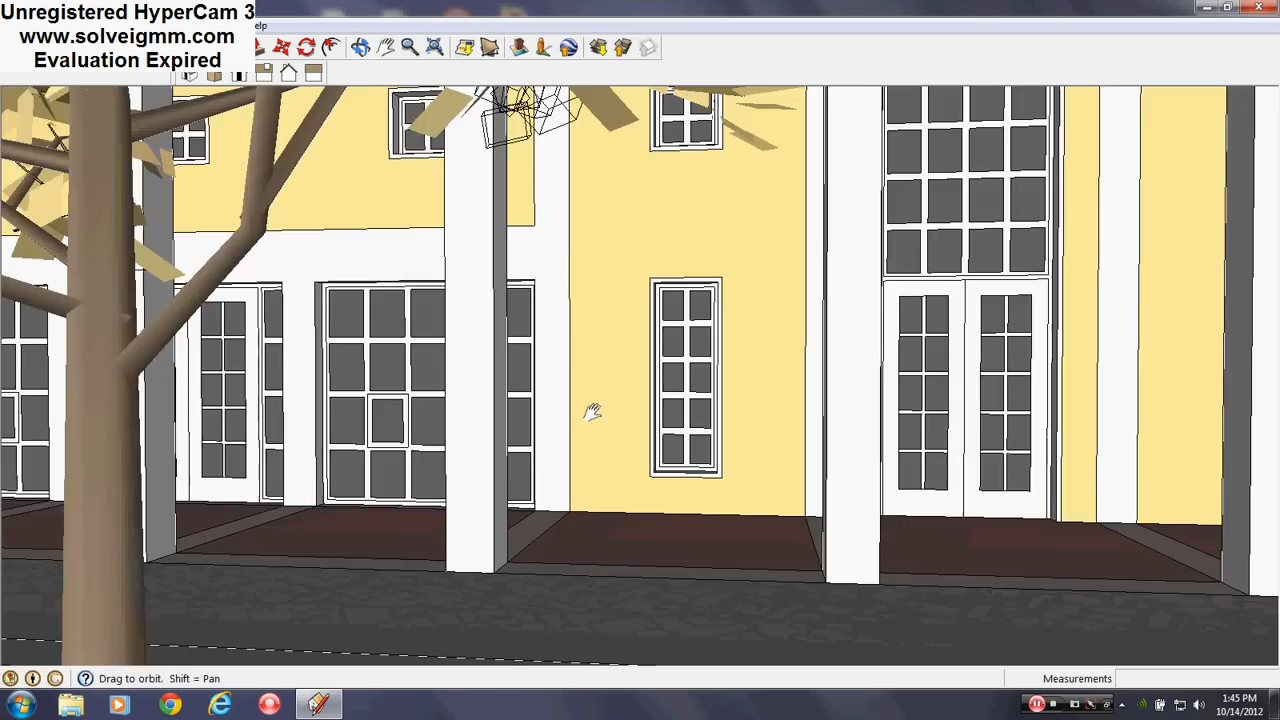 Unregistered HyperCam 3
www.solveigmm.com
Evaluation Expired
elp
Drag to orbit. Shift = Pan
Measurements
1:45 PM
10/14/2012